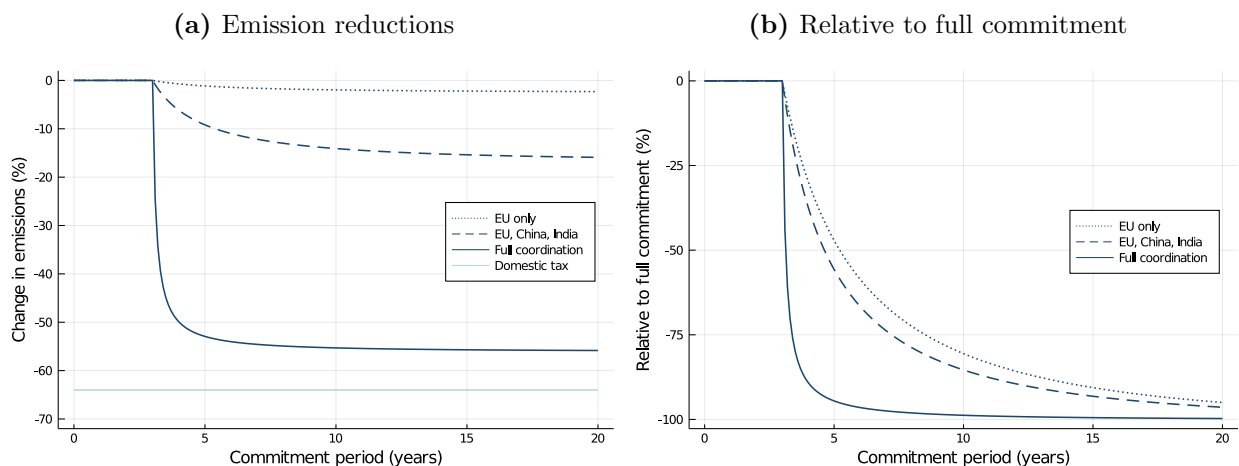 (a) Emission reductions
0
-10
-20
-30
-40
-50
-60
-70
Change in emissions (%)
EU only
EU, China, India
Full coordination
Domestic tax
0 5 10 15 20
Commitment period (years)
(b) Relative to full commitment
0
-25
-50
-75
-100
Relative to full commitment (%)
EU only
EU, China, India
Full coordination
0 5 10 15 20
Commitment period (years)